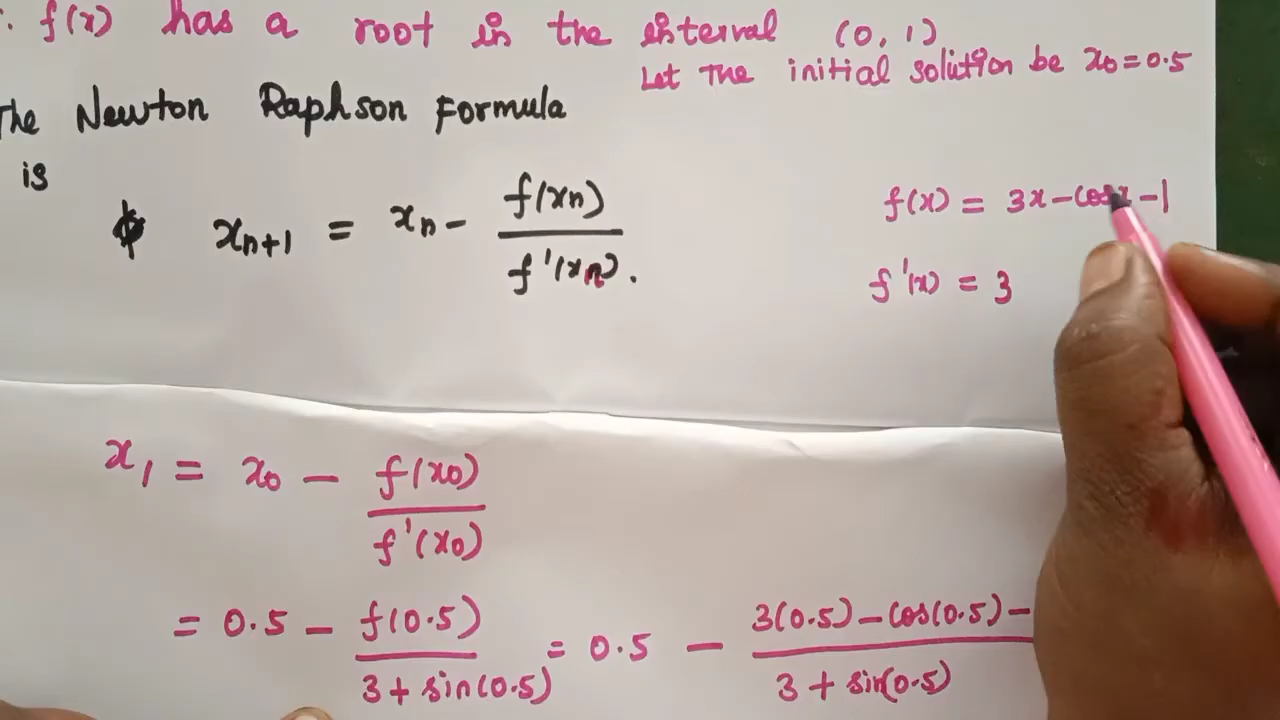 ∴ f(x) has a root in the interval (0, 1)
Let The initial solution be x₀ = 0.5
The Newton Raphson Formula
is
xₙ₊₁ = xₙ - f(xₙ) / f'(xₙ).
f(x) = 3x - cosx - 1
f'(x) = 3
x₁ = x₀ - f(x₀) / f'(x₀)
= 0.5 - f(0.5) / 3 + sin(0.5) = 0.5 - 3(0.5) - cos(0.5) - / 3 + sin(0.5)